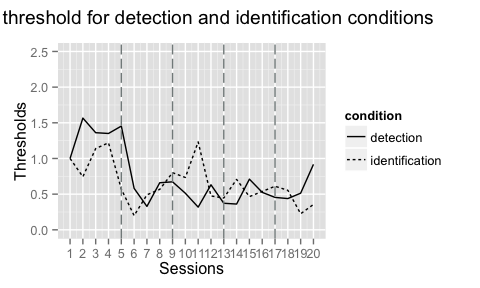 threshold for detection and identification conditions
2.5
2.0
1.5
1.0
0.5
0.0
Thresholds
1 2 3 4 5 6 7 8 9 10 11 12 13 14 15 16 17 18 19 20
Sessions
condition
detection
identification